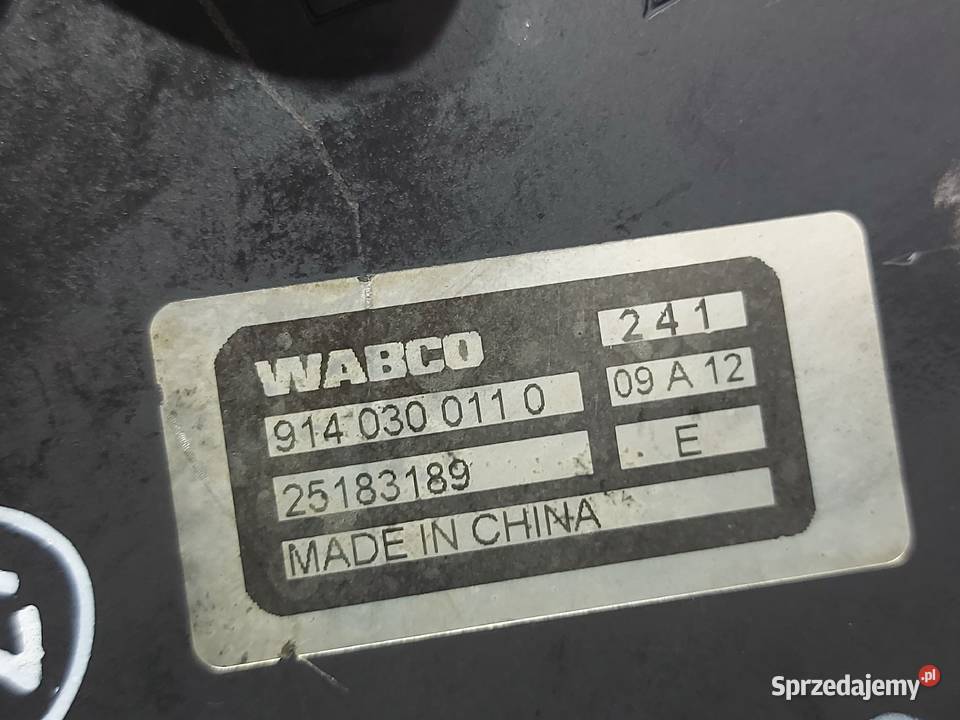 WABCO
241
914 030 011 0
09 A 12
25183189
E
MADE IN CHINA
Sprzedajemy.pl